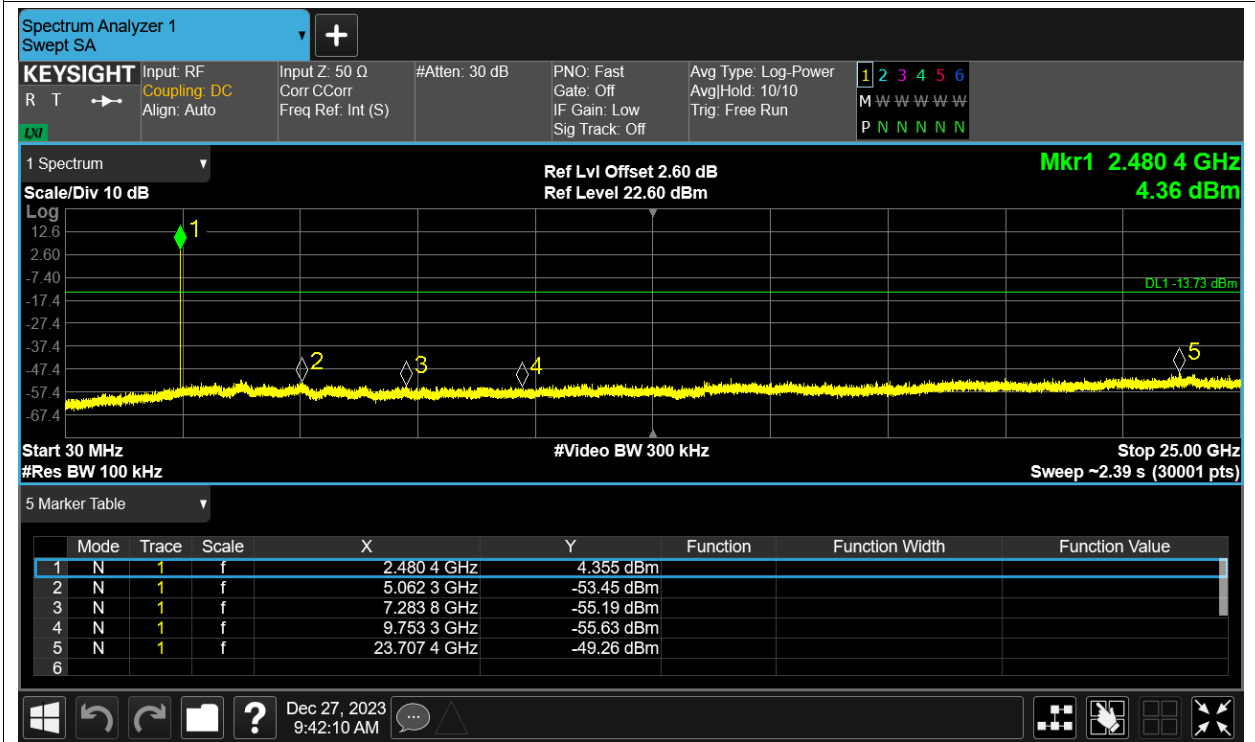 Spectrum Analyzer 1
Swept SA
+
KEYSIGHT
R T
LXI
Input: RF
Coupling: DC
Align: Auto
Input Z: 50 Ω
Corr CCorr
Freq Ref: Int (S)
#Atten: 30 dB
PNO: Fast
Gate: Off
IF Gain: Low
Sig Track: Off
Avg Type: Log-Power
Avg|Hold: 10/10
Trig: Free Run
1 2 3 4 5 6
M W W W W W
P N N N N N
1 Spectrum
Scale/Div 10 dB
Log
Ref Lvl Offset 2.60 dB
Ref Level 22.60 dBm
Mkr1 2.480 4 GHz
4.36 dBm
12.6
2.60
-7.40
-17.4
-27.4
-37.4
-47.4
-57.4
-67.4
DL1 -13.73 dBm
1
2
3
4
5
Start 30 MHz
#Res BW 100 kHz
#Video BW 300 kHz
Stop 25.00 GHz
Sweep ~2.39 s (30001 pts)
5 Marker Table
Mode Trace Scale X Y Function Function Width Function Value
1 N 1 f 2.480 4 GHz 4.355 dBm
2 N 1 f 5.062 3 GHz -53.45 dBm
3 N 1 f 7.283 8 GHz -55.19 dBm
4 N 1 f 9.753 3 GHz -55.63 dBm
5 N 1 f 23.707 4 GHz -49.26 dBm
6
?
Dec 27, 2023
9:42:10 AM